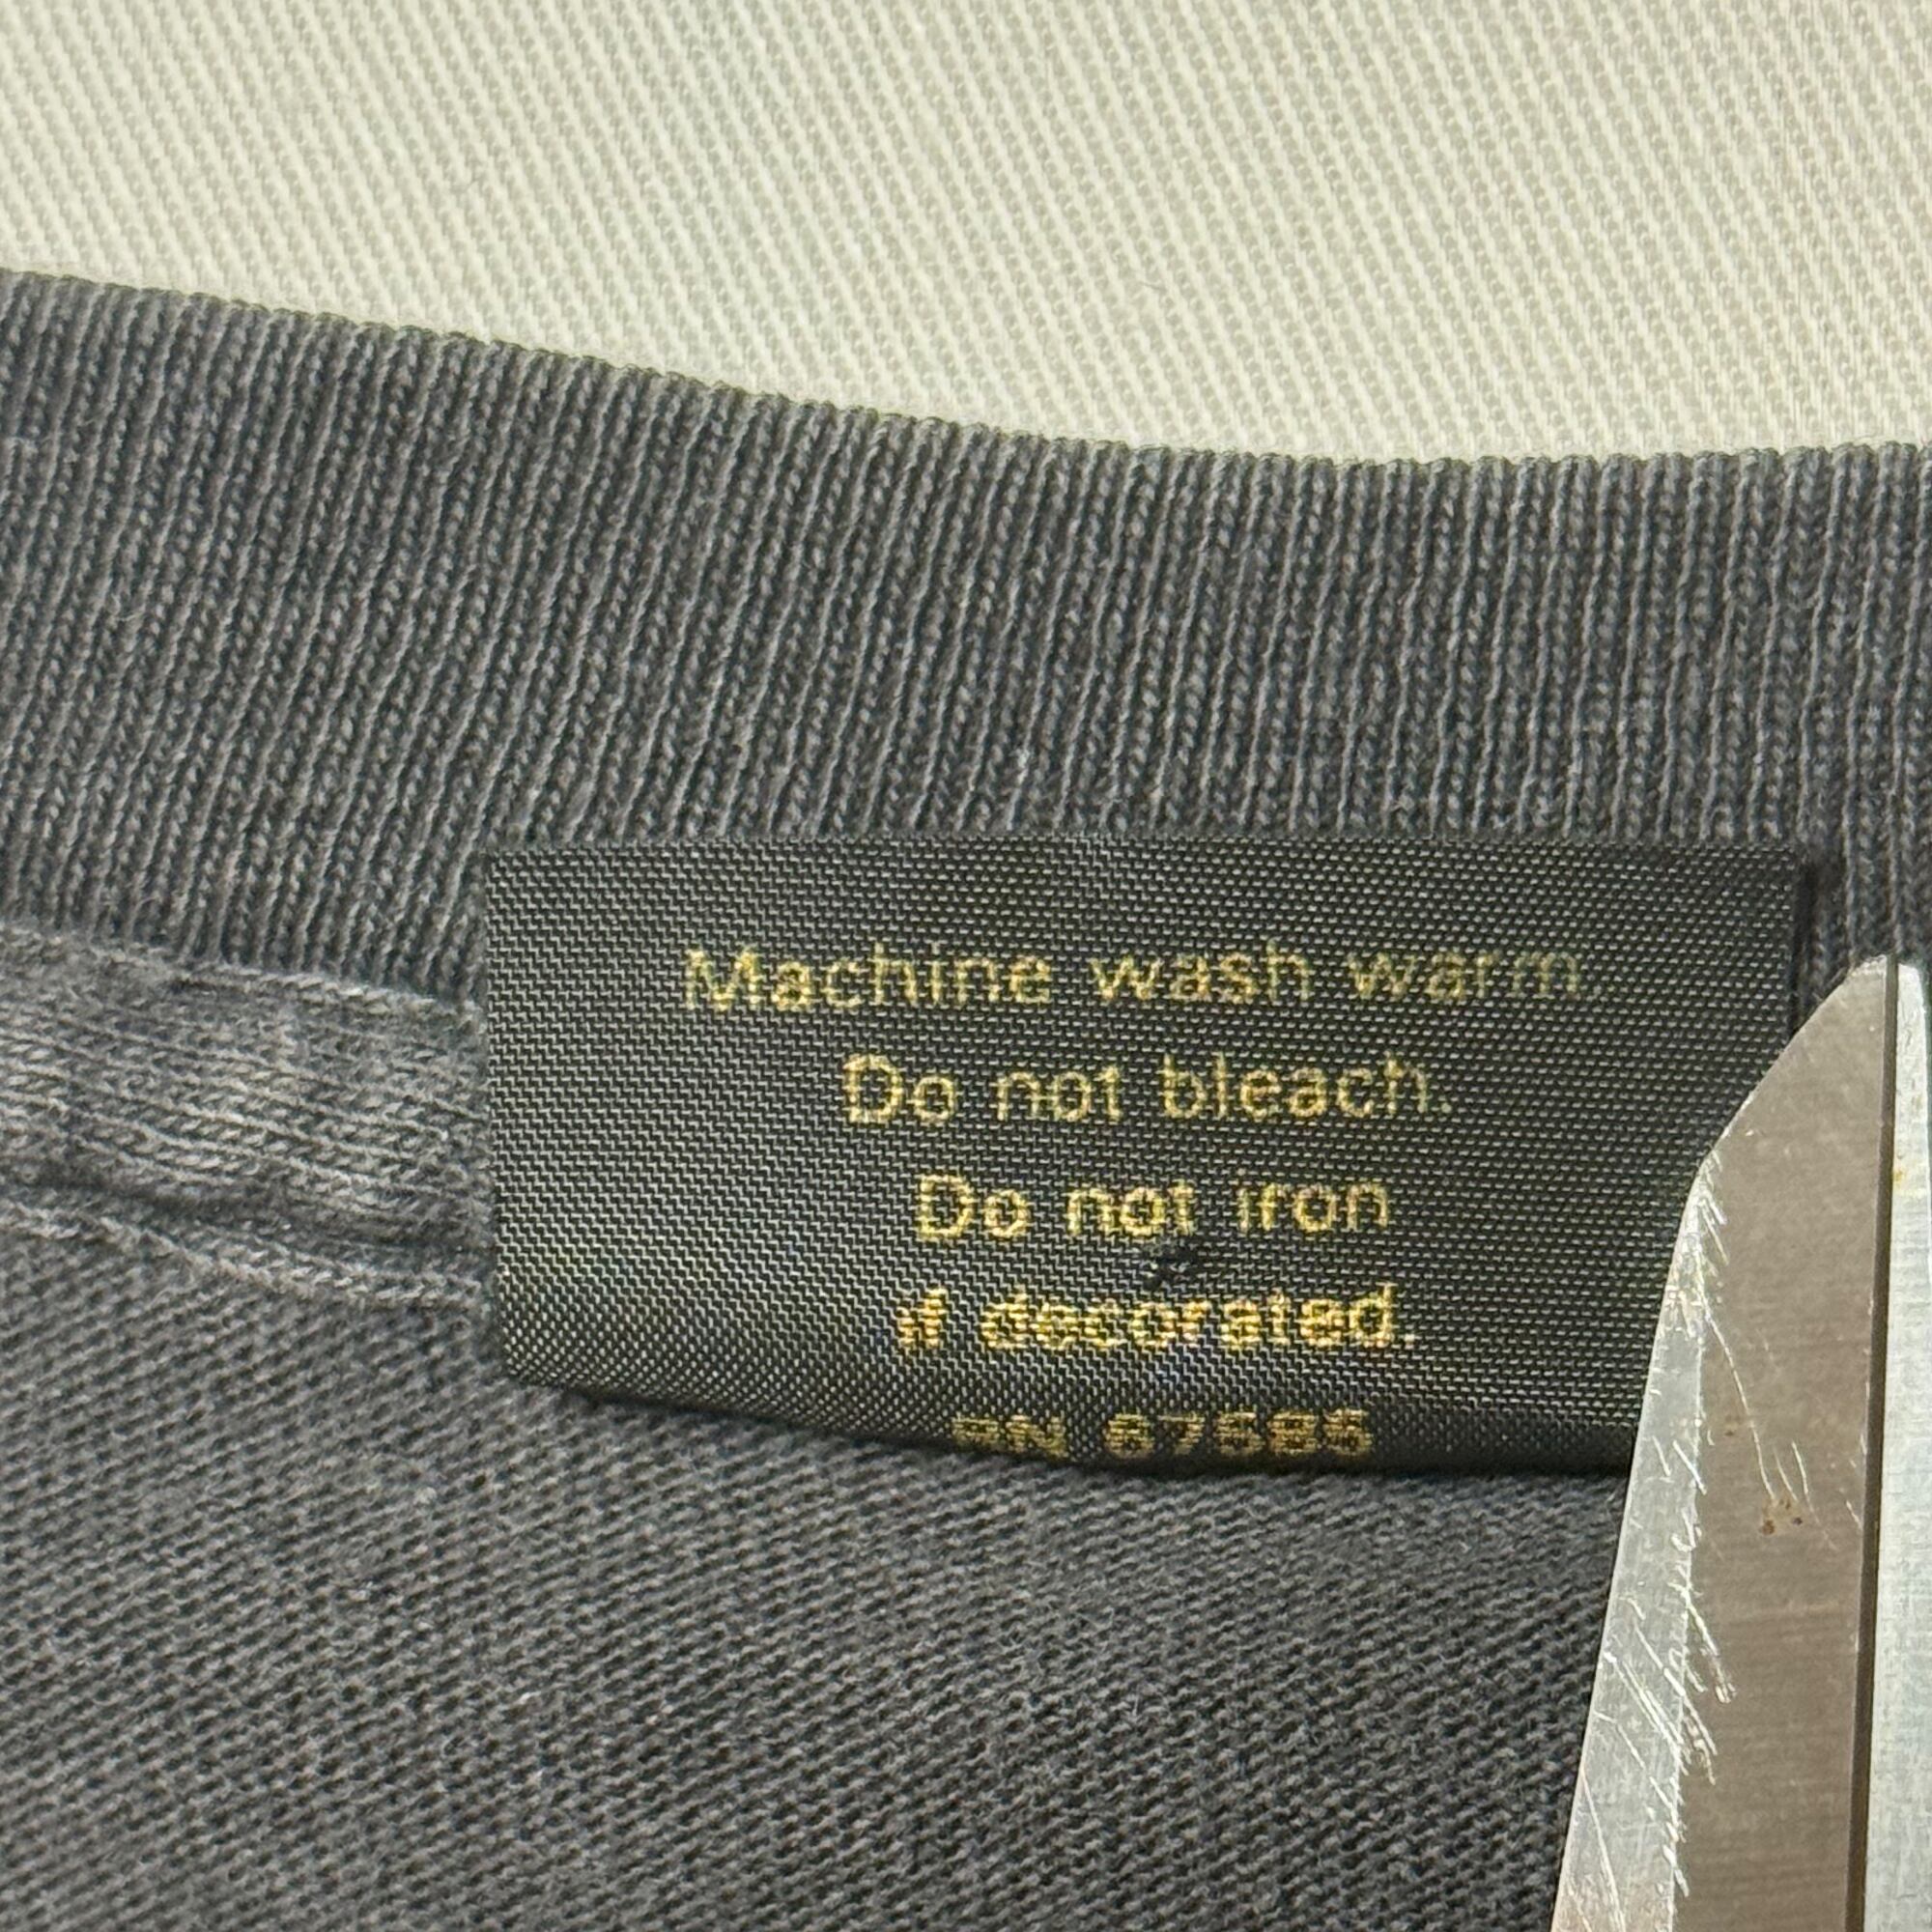 Machine wash warm
Do not bleach.
Do not iron
if decorated.
RN 67585